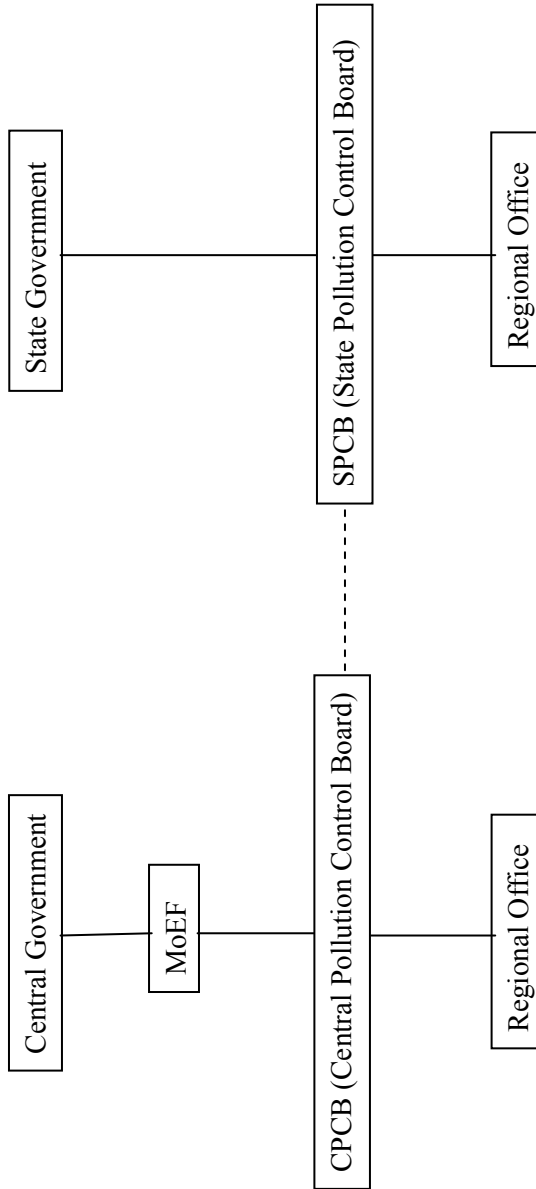 Central Government
State Government
MoEF
CPCB (Central Pollution Control Board)
SPCB (State Pollution Control Board)
Regional Office
Regional Office